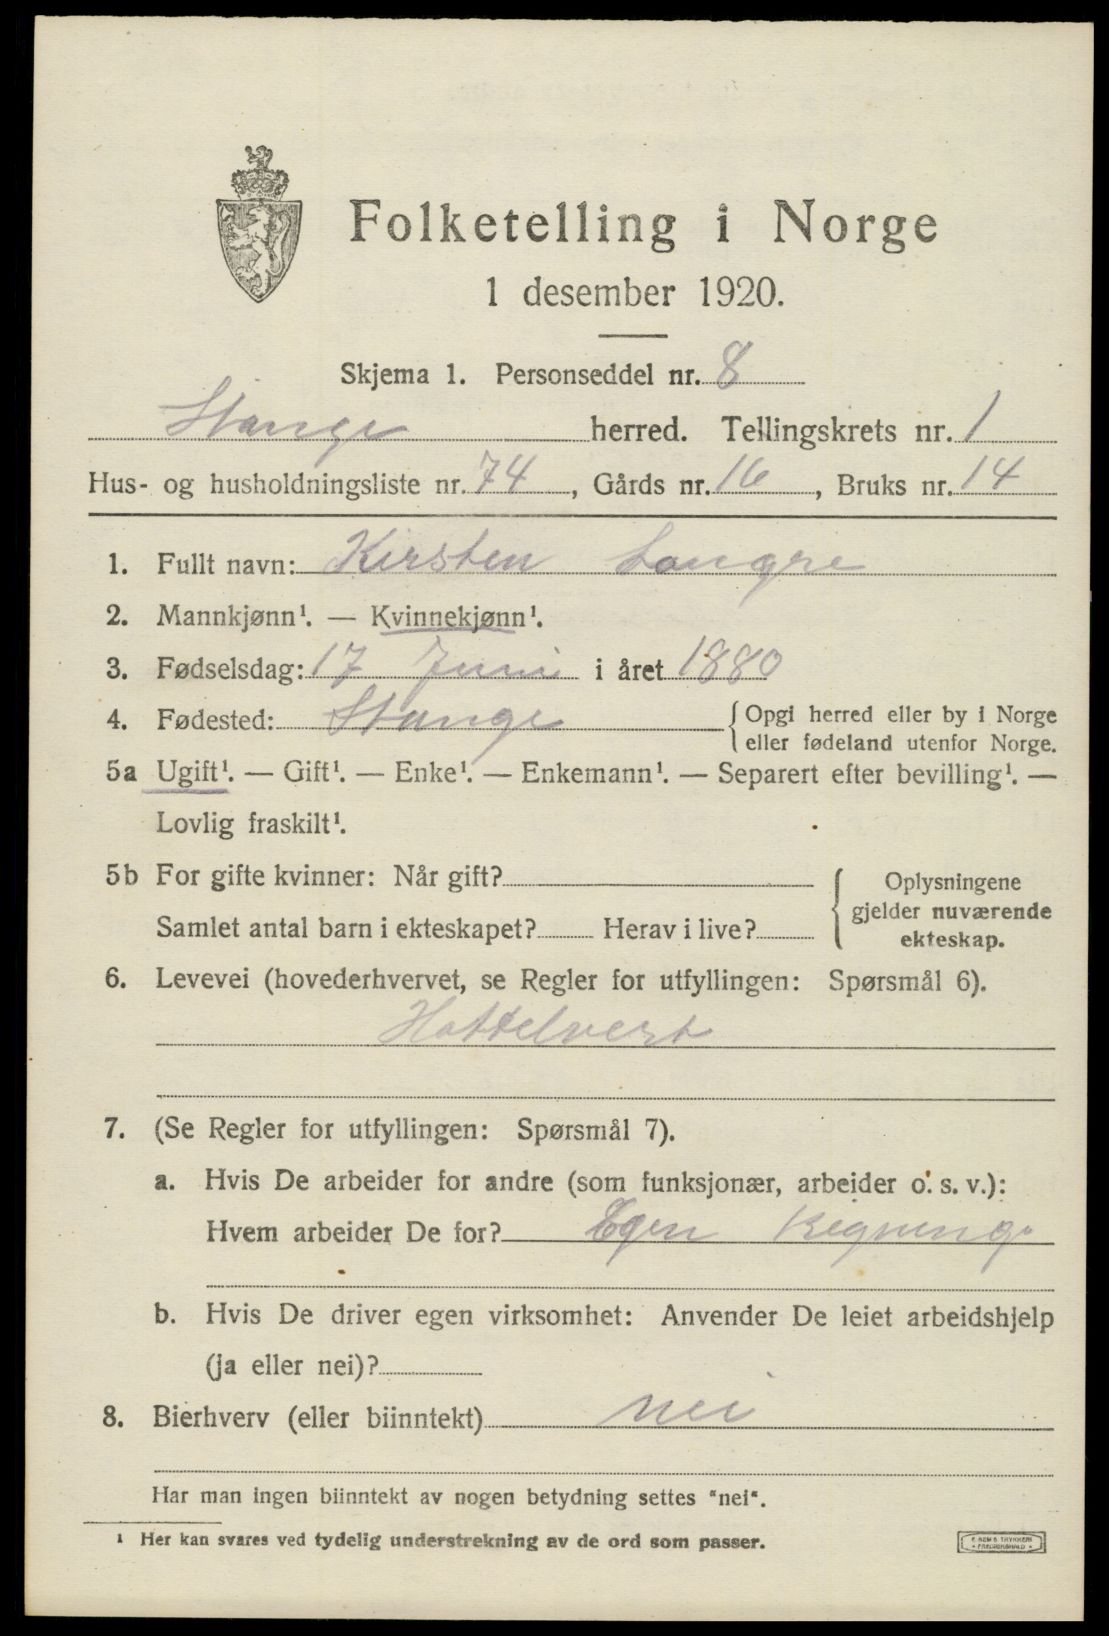 Folketelling i Norge
1 desember 1920.
Skjema 1. Personseddel nr. 8
Stange herred. Tellingskrets nr. 1
Hus- og husholdningsliste nr. 74, Gårds nr. 16, Bruks nr. 14
1. Fullt navn: Kirsten Langre
2. Mannkjønn¹. — Kvinnekjønn¹.
3. Fødselsdag: 17 Juni i året 1880
4. Fødested: Stange { Opgi herred eller by i Norge
eller fødeland utenfor Norge.
5a Ugift¹. — Gift¹. — Enke¹. — Enkemann¹. — Separert efter bevilling¹. —
Lovlig fraskilt¹.
5b For gifte kvinner: Når gift?
Samlet antal barn i ekteskapet? Herav i live?
{ Oplysningene
gjelder nuværende
ekteskap.
6. Levevei (hovederhvervet, se Regler for utfyllingen: Spørsmål 6).
Hottelvert
7. (Se Regler for utfyllingen: Spørsmål 7).
a. Hvis De arbeider for andre (som funksjonær, arbeider o. s. v.):
Hvem arbeider De for? Egen Regning
b. Hvis De driver egen virksomhet: Anvender De leiet arbeidshjelp
(ja eller nei)?
8. Bierhverv (eller biinntekt) nei
Har man ingen biinntekt av nogen betydning settes "nei".
¹ Her kan svares ved tydelig understrekning av de ord som passer.